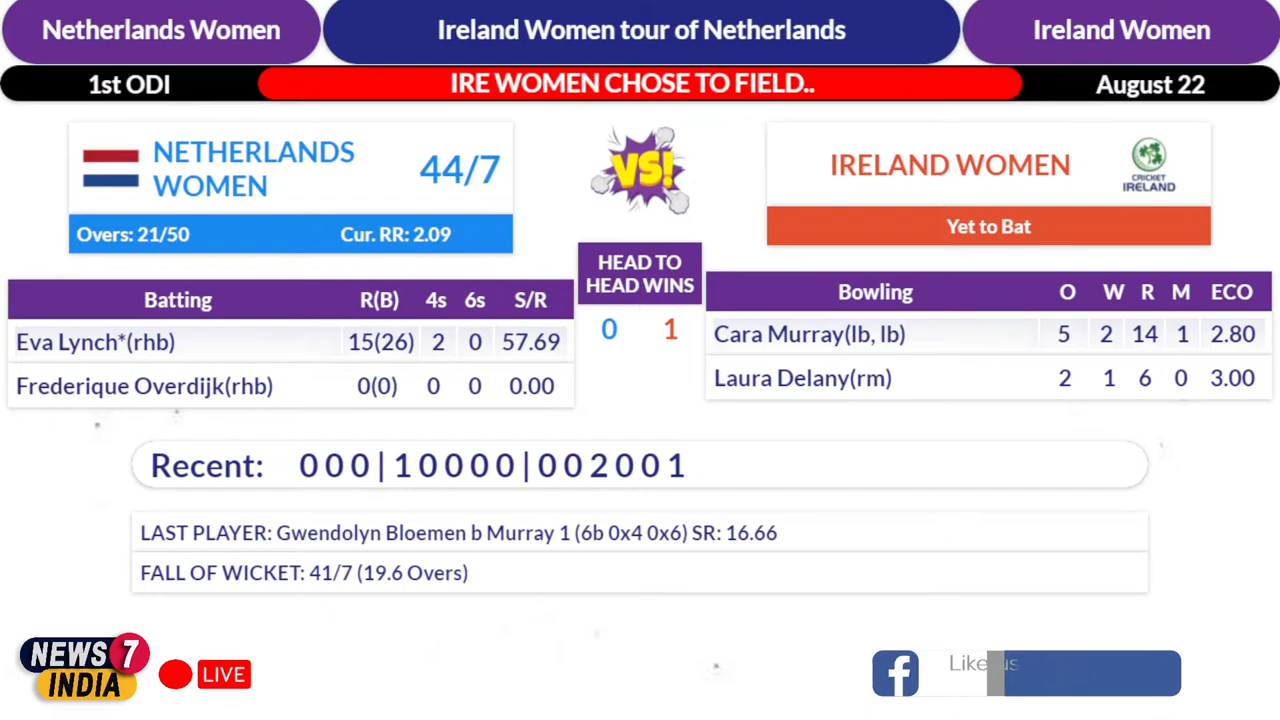 Netherlands Women
Ireland Women tour of Netherlands
Ireland Women
1st ODI
IRE WOMEN CHOSE TO FIELD..
August 22
NETHERLANDS
WOMEN
44/7
Overs: 21/50 Cur. RR: 2.09
VS!
IRELAND WOMEN
CRICKET
IRELAND
Yet to Bat
HEAD TO
HEAD WINS
0 1
Batting R(B) 4s 6s S/R
Eva Lynch*(rhb) 15(26) 2 0 57.69
Frederique Overdijk(rhb) 0(0) 0 0 0.00
Bowling O W R M ECO
Cara Murray(lb, lb) 5 2 14 1 2.80
Laura Delany(rm) 2 1 6 0 3.00
Recent: 0 0 0 | 1 0 0 0 0 | 0 0 2 0 0 1
LAST PLAYER: Gwendolyn Bloemen b Murray 1 (6b 0x4 0x6) SR: 16.66
FALL OF WICKET: 41/7 (19.6 Overs)
NEWS 7
INDIA
LIVE
f
Like us